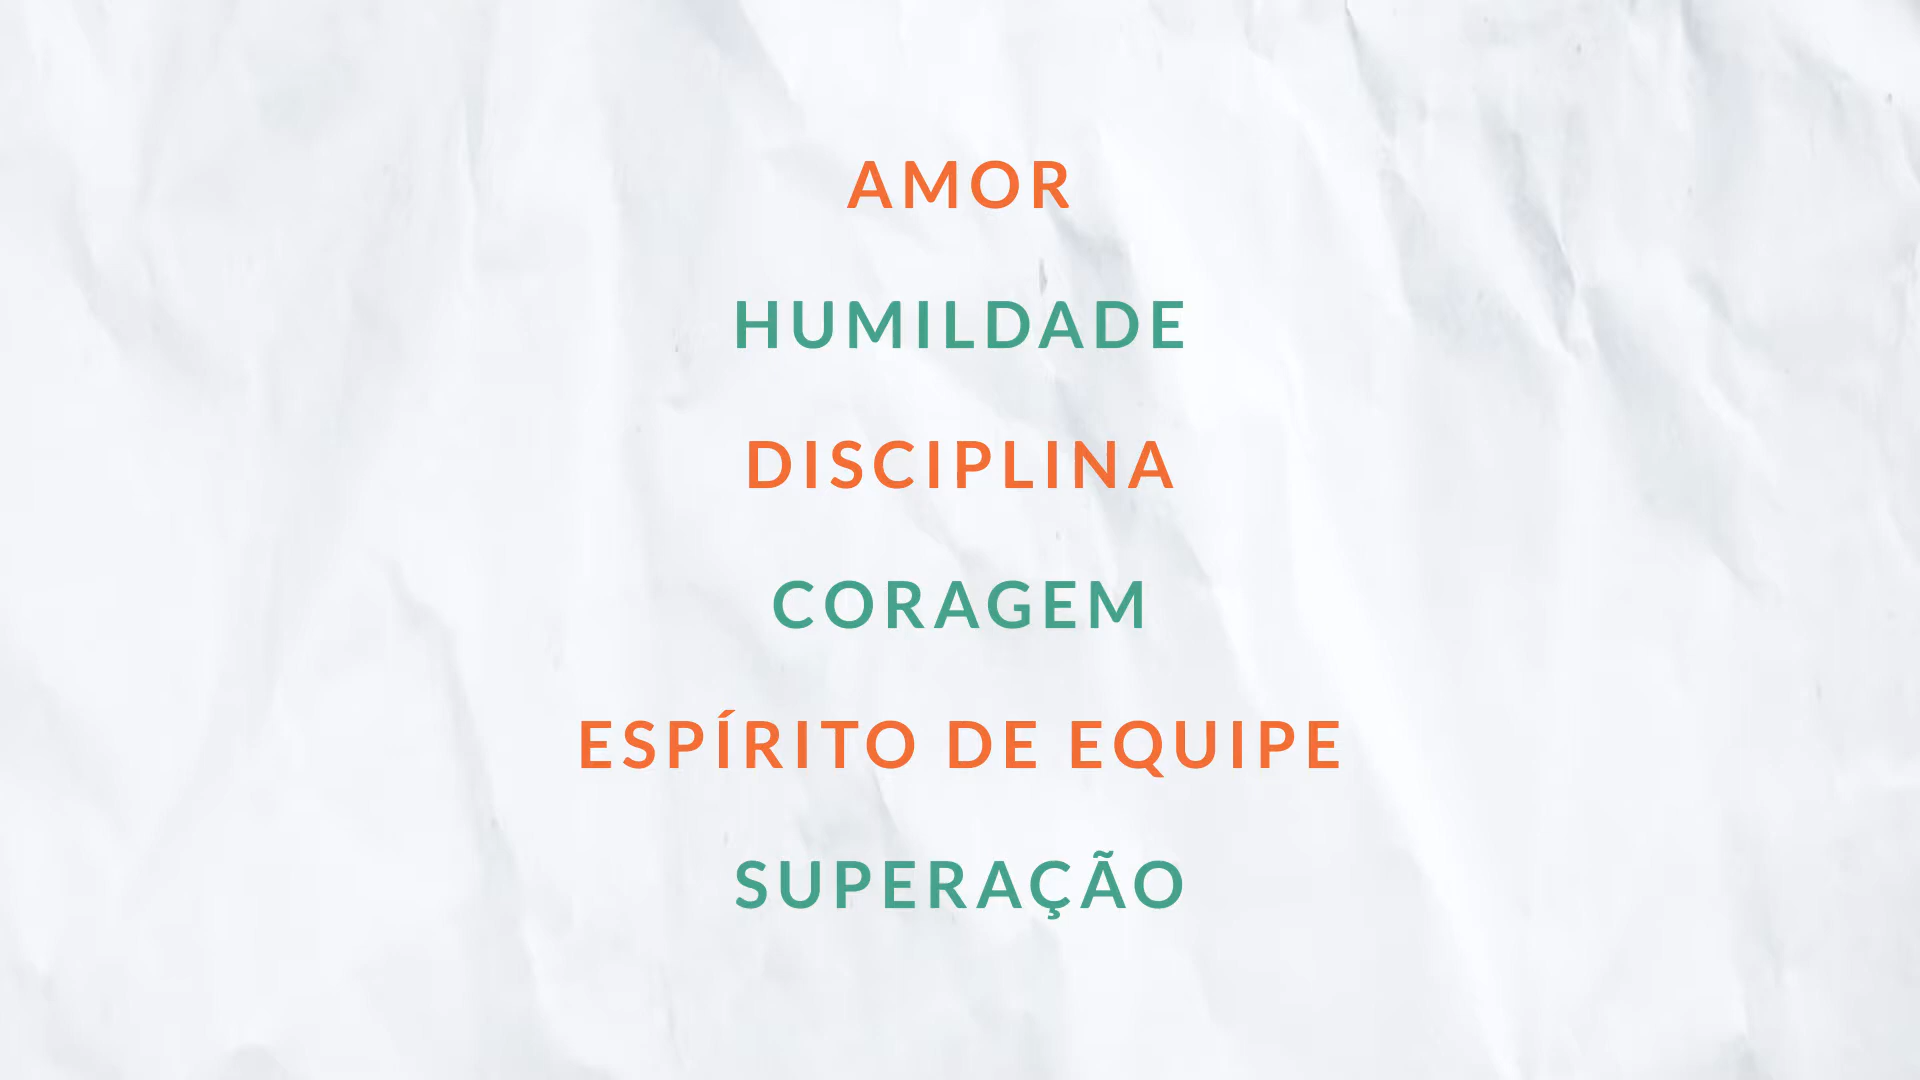 AMOR
HUMILDADE
DISCIPLINA
CORAGEM
ESPÍRITO DE EQUIPE
SUPERAÇÃO